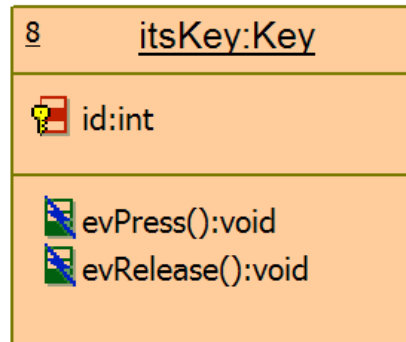 8 itsKey:Key
id:int
evPress():void
evRelease():void